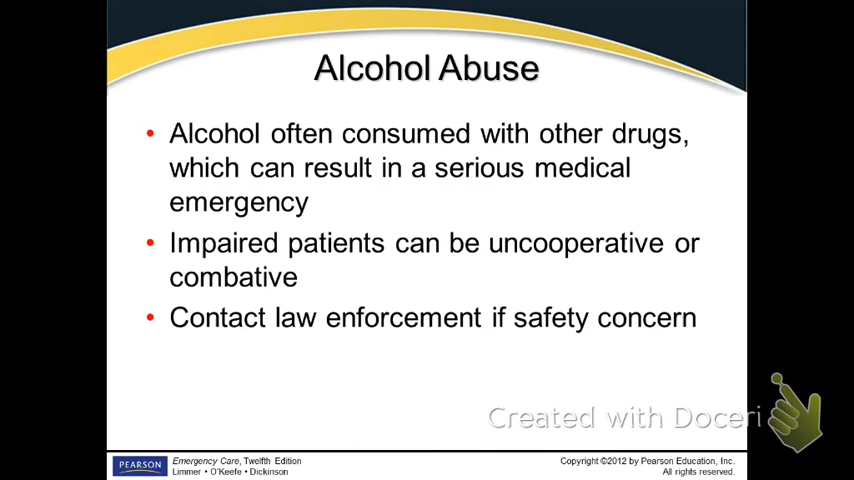 Alcohol Abuse
• Alcohol often consumed with other drugs,
which can result in a serious medical
emergency
• Impaired patients can be uncooperative or
combative
• Contact law enforcement if safety concern
Created with Doceri
PEARSON
Emergency Care, Twelfth Edition
Limmer • O'Keefe • Dickinson
Copyright ©2012 by Pearson Education, Inc.
All rights reserved.